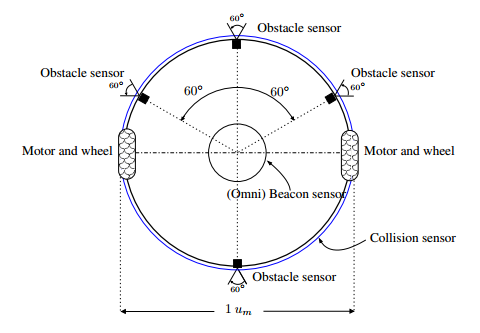 60°
Obstacle sensor
Obstacle sensor
60°
Obstacle sensor
60°
60°
60°
Motor and wheel
Motor and wheel
(Omni) Beacon sensor
Collision sensor
Obstacle sensor
60°
1 uₘ